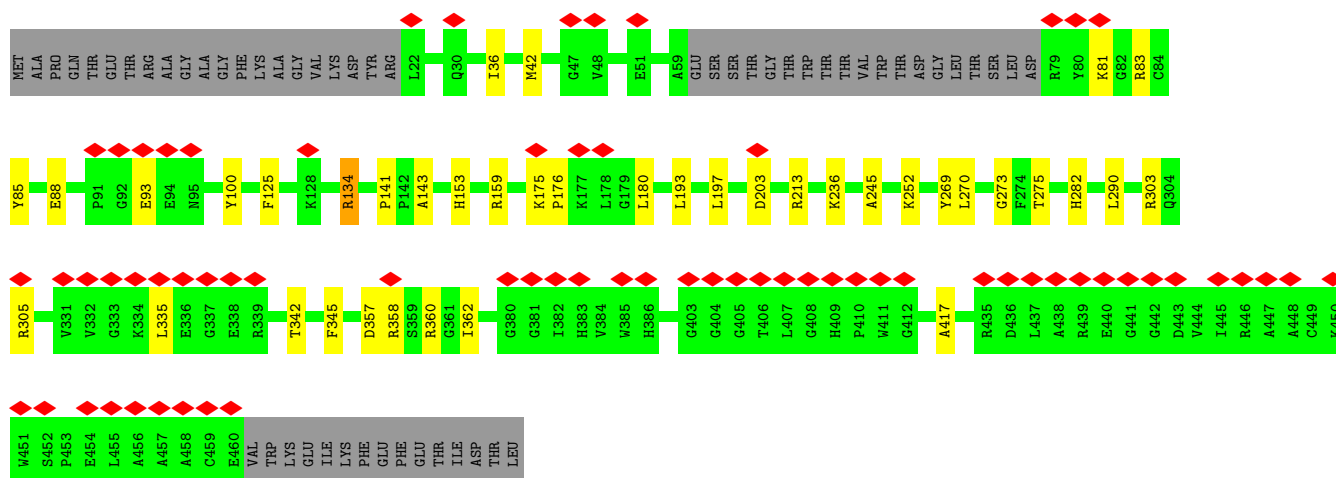 MET ALA PRO GLN THR GLU THR ARG ALA GLY ALA GLY PHE LYS ALA GLY VAL LYS ASP TYR ARG L22 Q30 I36 M42 G47 V48 E51 A59 GLU SER SER THR GLY THR TRP THR THR VAL TRP THR ASP GLY LEU THR SER LEU ASP R79 Y80 K81 G82 R83 C84
Y85 E88 P91 G92 E93 E94 N95 Y100 F125 K128 R134 P141 P142 A143 H153 R159 K175 P176 K177 L178 G179 L180 L193 L197 D203 R213 K236 A245 K252 Y269 L270 G273 F274 T275 H282 L290 R303 Q304
R305 V331 V332 G333 K334 L335 E336 G337 E338 R339 T342 F345 D357 R358 S359 R360 G361 I362 G380 G381 I382 H383 V384 W385 H386 G403 G404 G405 T406 L407 G408 H409 P410 W411 G412 A417 R435 D436 L437 A438 R439 E440 G441 G442 D443 V444 I445 R446 A447 A448 C449 K450
W451 S452 P453 E454 L455 A456 A457 A458 C459 E460 VAL TRP LYS GLU ILE LYS PHE GLU PHE GLU THR ILE ASP THR LEU